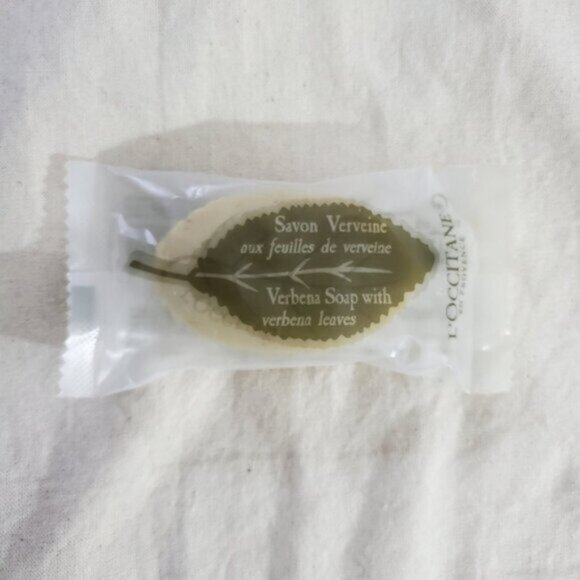 Savon Verveine
aux feuilles de verveine
Verbena Soap with
verbena leaves
L'OCCITANE
EN PROVENCE